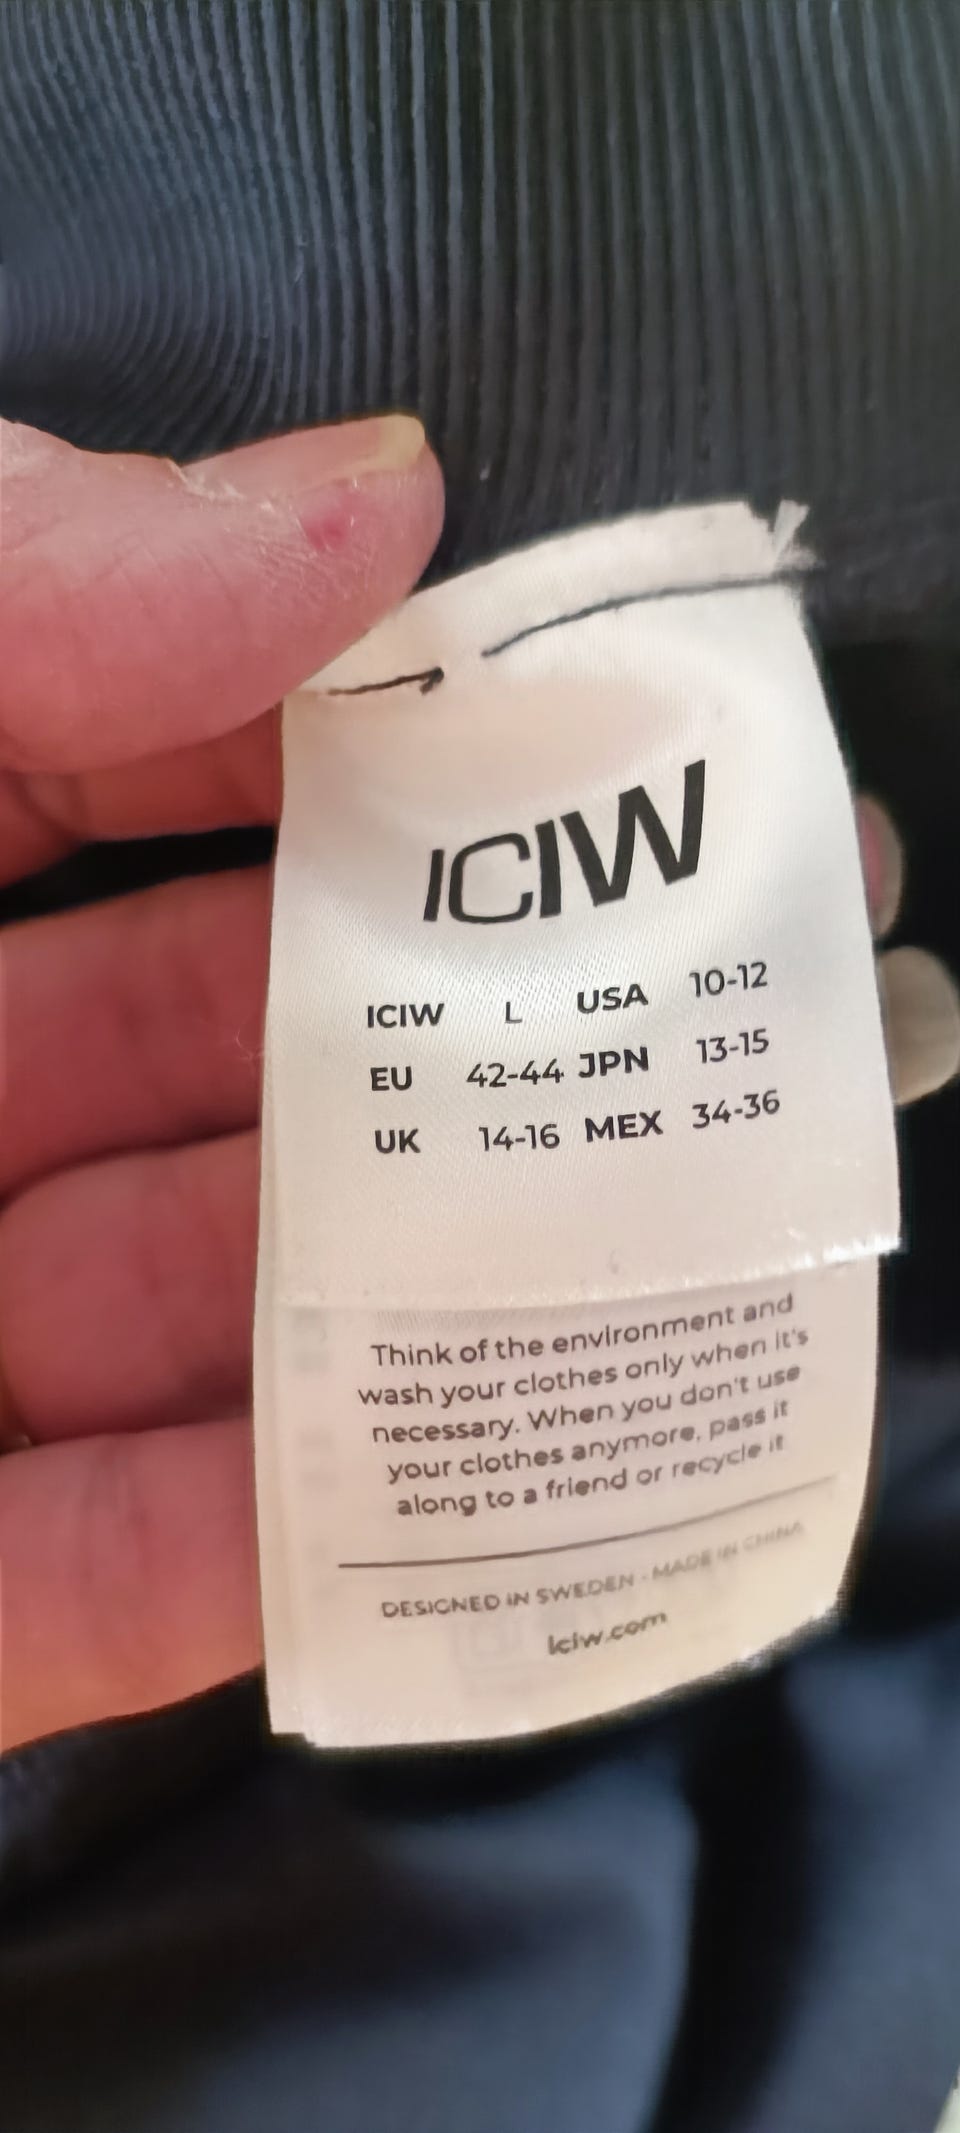 ICIW
ICIW L USA 10-12
EU 42-44 JPN 13-15
UK 14-16 MEX 34-36
Think of the environment and
wash your clothes only when it's
necessary. When you don't use
your clothes anymore, pass it
along to a friend or recycle it
DESIGNED IN SWEDEN - MADE IN CHINA
iciw.com